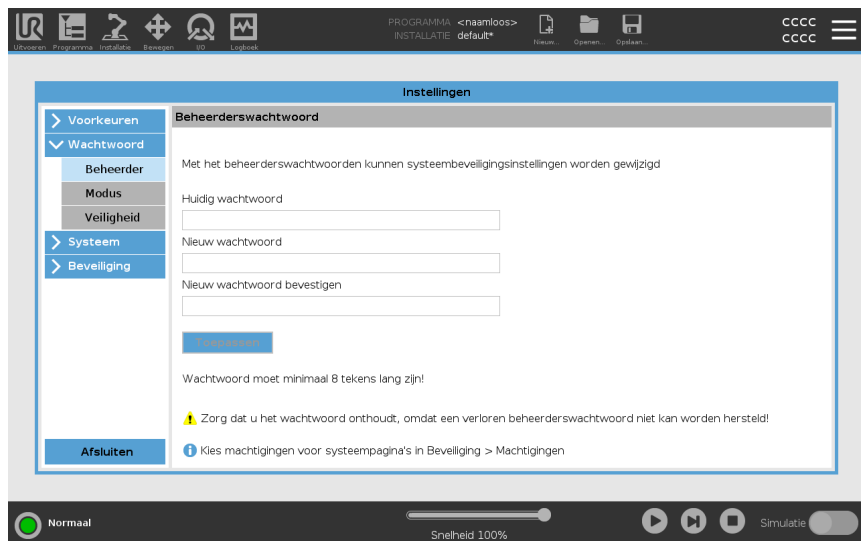 PROGRAMMA <naamloos>
INSTALLATIE default*
UR
Uitvoeren Programma Installatie Bewegen I/O Logboek
Nieuw... Openen... Opslaan...
CCCC
CCCC
Instellingen
Voorkeuren
Wachtwoord
Beheerder
Modus
Veiligheid
Systeem
Beveiliging
Afsluiten
Beheerderswachtwoord
Met het beheerderswachtwoorden kunnen systeembeveiligingsinstellingen worden gewijzigd
Huidig wachtwoord
Nieuw wachtwoord
Nieuw wachtwoord bevestigen
Toepassen
Wachtwoord moet minimaal 8 tekens lang zijn!
Zorg dat u het wachtwoord onthoudt, omdat een verloren beheerderswachtwoord niet kan worden hersteld!
Kies machtigingen voor systeempagina's in Beveiliging > Machtigingen
Normaal
Snelheid 100%
Simulatie